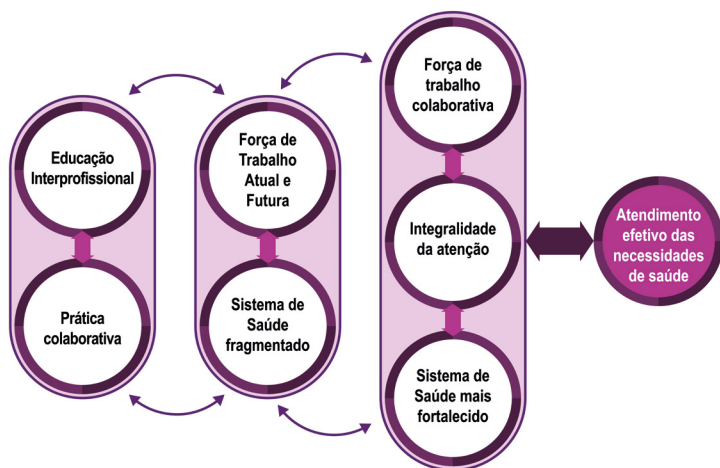 Educação
Interprofissional
Prática
colaborativa
Força de
Trabalho
Atual e
Futura
Sistema de
Saúde
fragmentado
Força de
trabalho
colaborativa
Integralidade
da atenção
Sistema de
Saúde mais
fortalecido
Atendimento
efetivo das
necessidades
de saúde